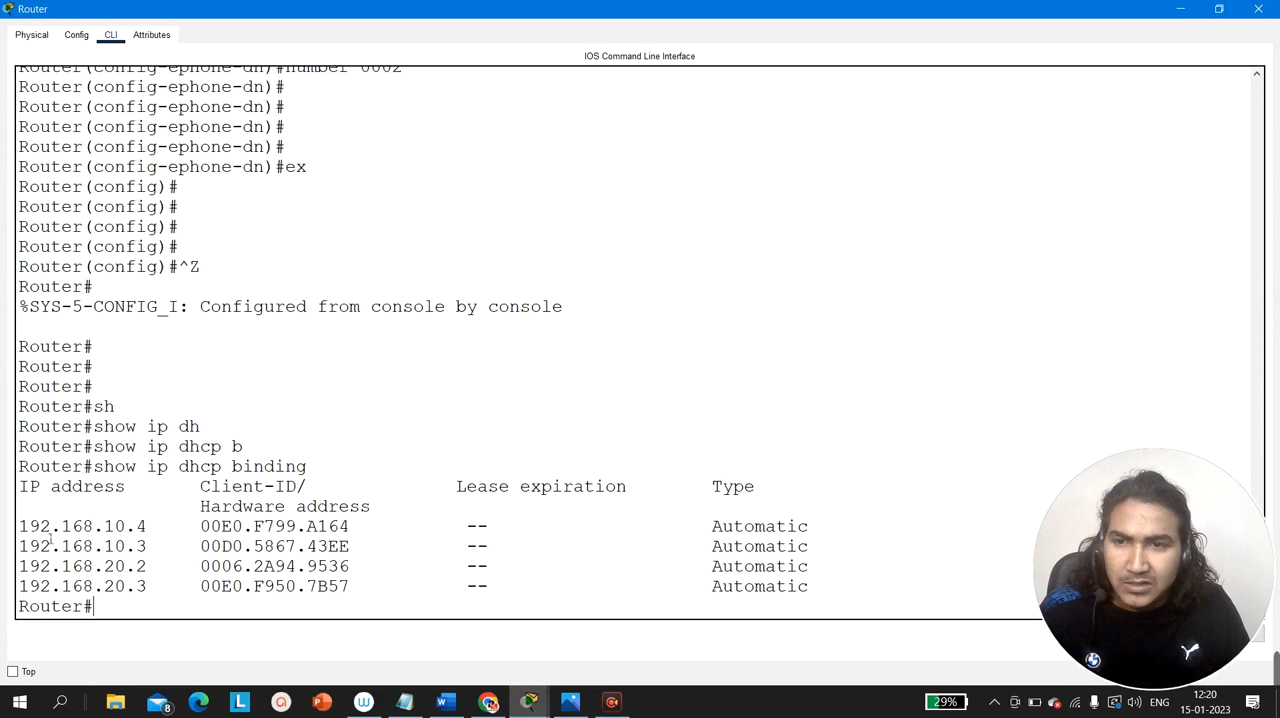 Router
Physical Config CLI Attributes
IOS Command Line Interface
Router(config-ephone-dn)#number 0002
Router(config-ephone-dn)#
Router(config-ephone-dn)#
Router(config-ephone-dn)#
Router(config-ephone-dn)#
Router(config-ephone-dn)#ex
Router(config)#
Router(config)#
Router(config)#
Router(config)#
Router(config)#^Z
Router#
%SYS-5-CONFIG_I: Configured from console by console
Router#
Router#
Router#
Router#sh
Router#show ip dh
Router#show ip dhcp b
Router#show ip dhcp binding
IP address Client-ID/ Lease expiration Type
Hardware address
192.168.10.4 00E0.F799.A164 -- Automatic
192.168.10.3 00D0.5867.43EE -- Automatic
192.168.20.2 0006.2A94.9536 -- Automatic
192.168.20.3 00E0.F950.7B57 -- Automatic
Router#
Top
29% ENG 12:20
15-01-2023